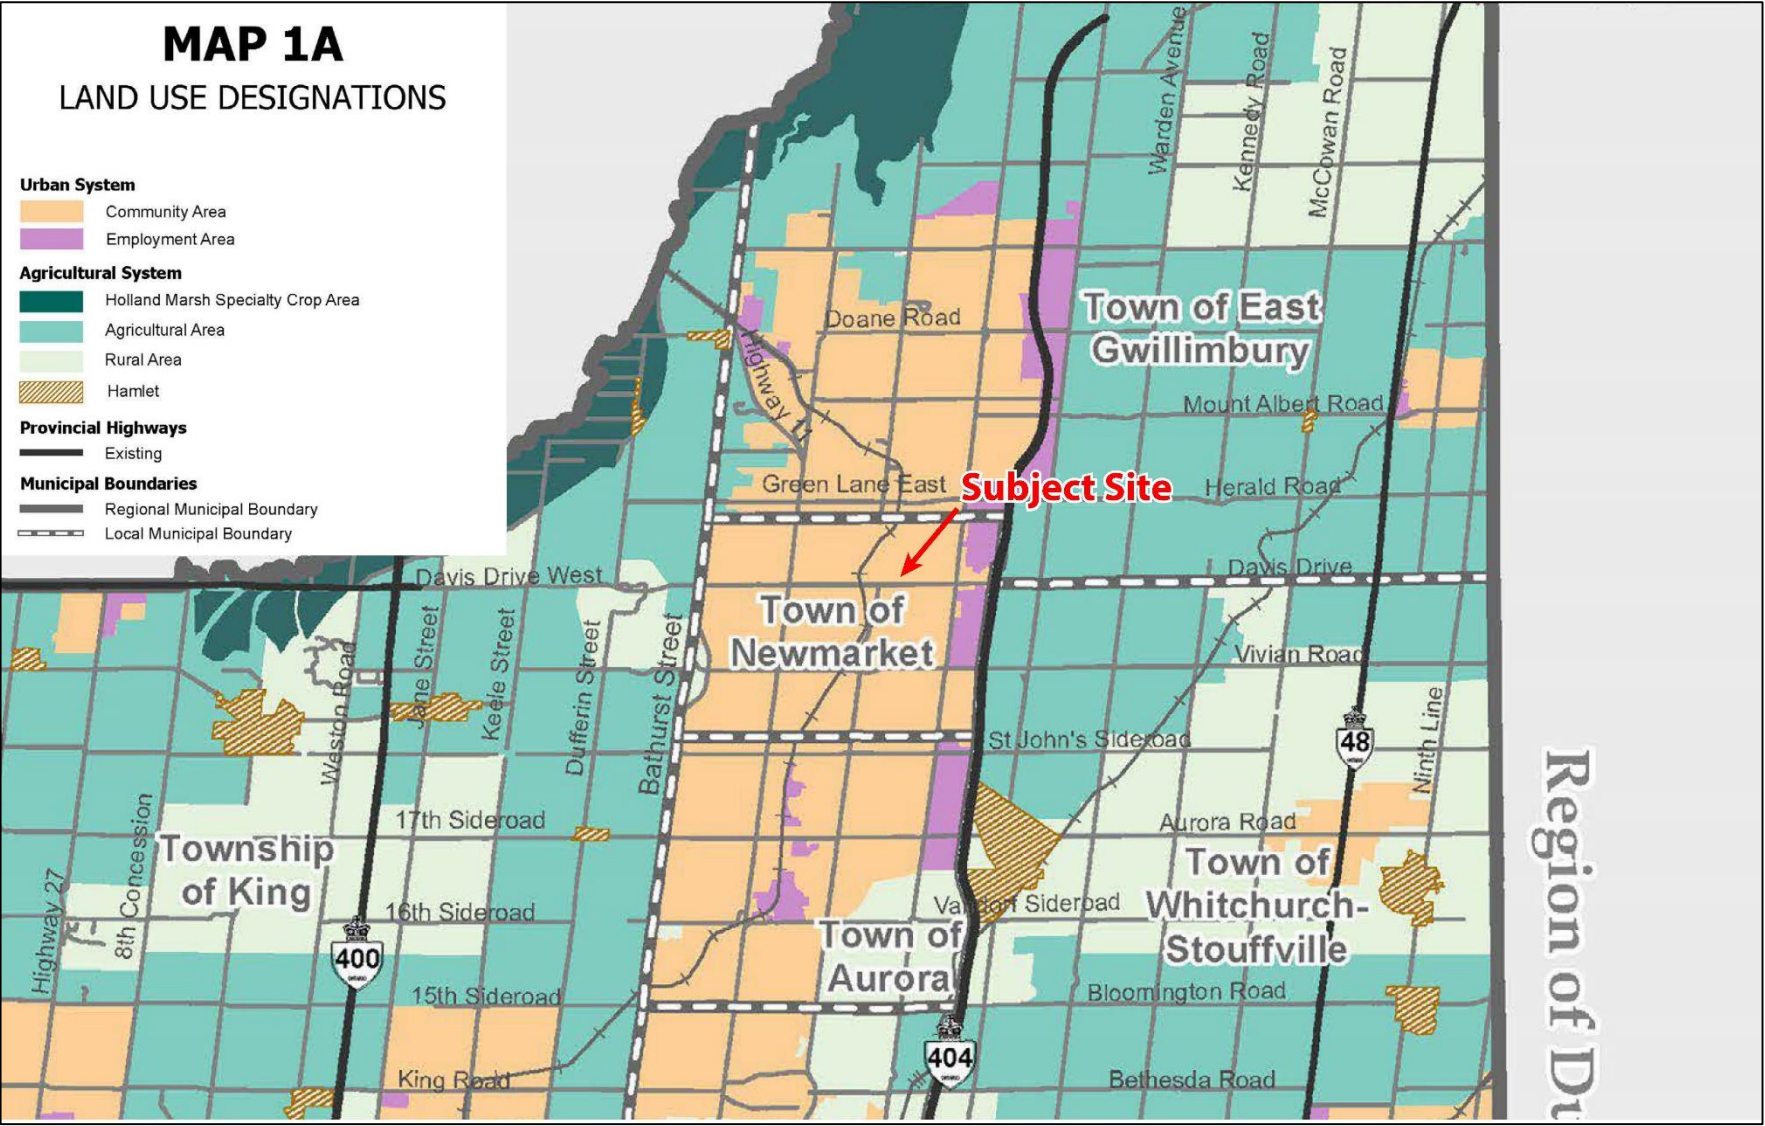 MAP 1A
LAND USE DESIGNATIONS
Urban System
Community Area
Employment Area
Agricultural System
Holland Marsh Specialty Crop Area
Agricultural Area
Rural Area
Hamlet
Provincial Highways
Existing
Municipal Boundaries
Regional Municipal Boundary
Local Municipal Boundary
Warden Avenue
Kennedy Road
McCowan Road
Town of East
Gwillimbury
Doane Road
Highway 11
Mount Albert Road
Green Lane East
Subject Site
Herald Road
Davis Drive West
Davis Drive
Town of
Newmarket
Vivian Road
Weston Road
Jane Street
Keele Street
Dufferin Street
Bathurst Street
St John's Sideroad
48
Ninth Line
17th Sideroad
Aurora Road
Township
of King
Highway 27
8th Concession
16th Sideroad
Vandorf Sideroad
Town of
Whitchurch-
Stouffville
Town of
Aurora
400
15th Sideroad
Bloomington Road
404
King Road
Bethesda Road
Region of Du